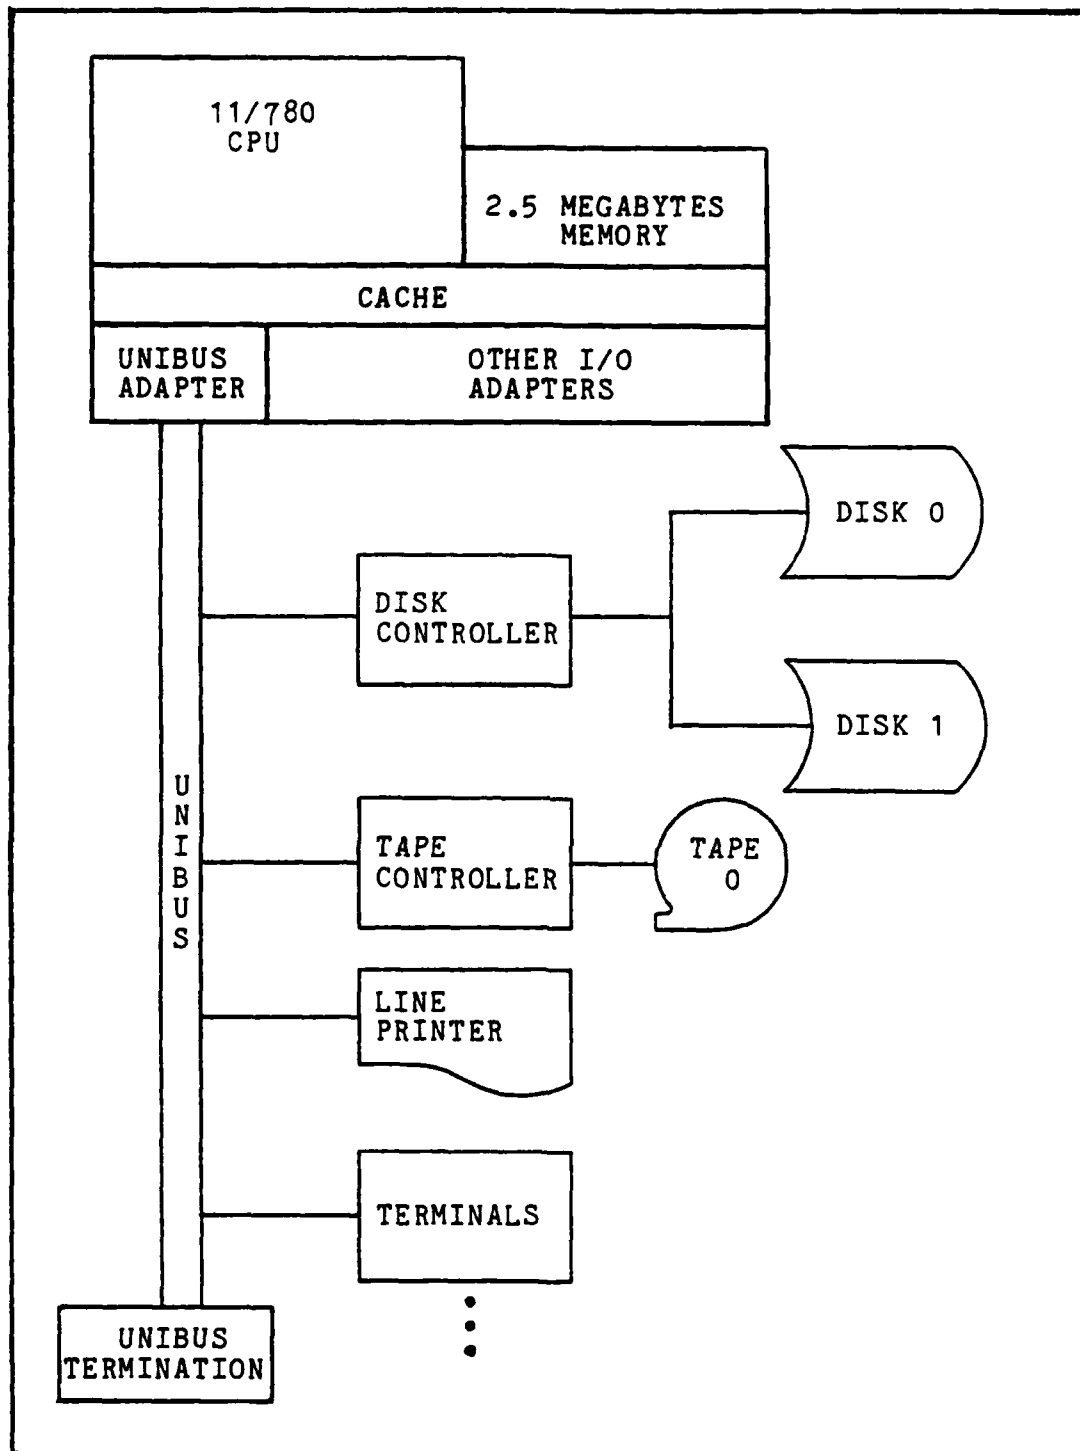 11/780
CPU
2.5 MEGABYTES
MEMORY
CACHE
UNIBUS
ADAPTER
OTHER I/O
ADAPTERS
DISK 0
DISK
CONTROLLER
DISK 1
UNIBUS
TAPE
CONTROLLER
TAPE
0
LINE
PRINTER
TERMINALS
UNIBUS
TERMINATION